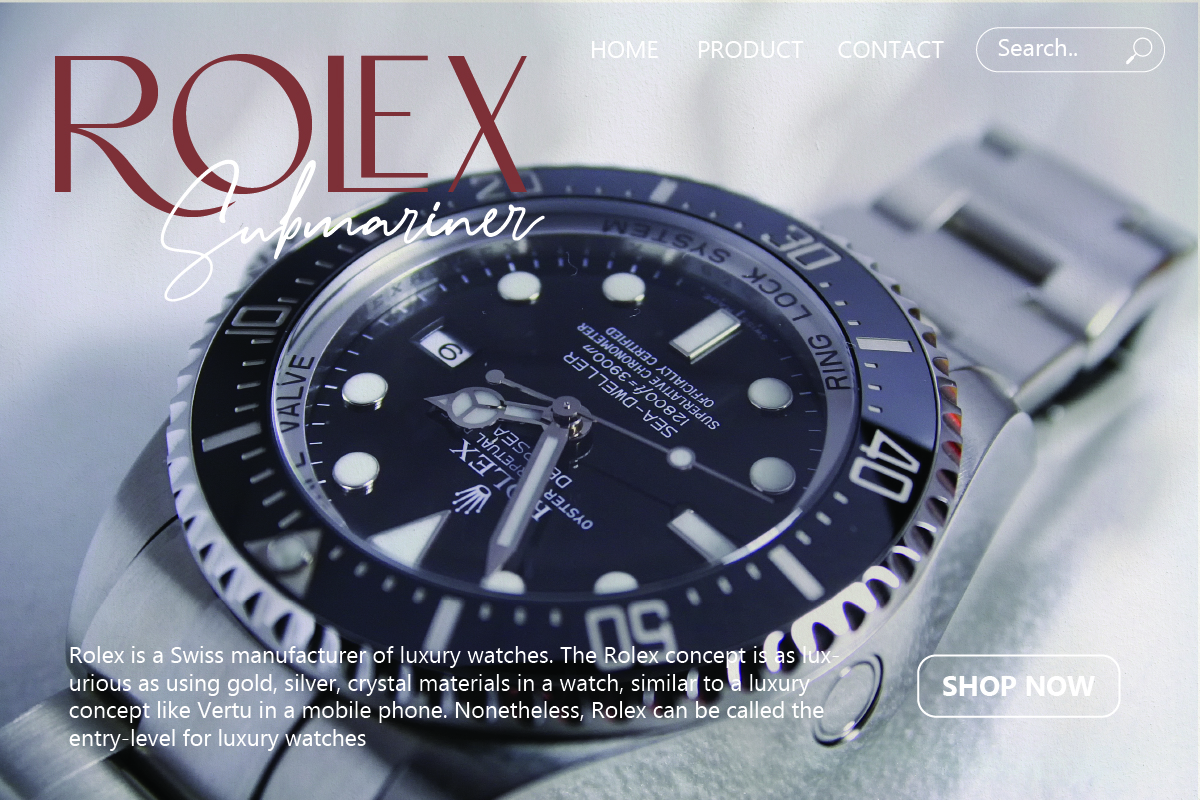 ROLEX
Submariner
HOME PRODUCT CONTACT Search..
20
30
10
40
50
SYSTEM
RING LOCK
VALVE
6
SEA-DWELLER
12800ft=3900m
SUPERLATIVE CHRONOMETER
OFFICIALLY CERTIFIED
ROLEX
OYSTER PERPETUAL
DEEPSEA
Rolex is a Swiss manufacturer of luxury watches. The Rolex concept is as lux-
urious as using gold, silver, crystal materials in a watch, similar to a luxury
concept like Vertu in a mobile phone. Nonetheless, Rolex can be called the
entry-level for luxury watches
SHOP NOW